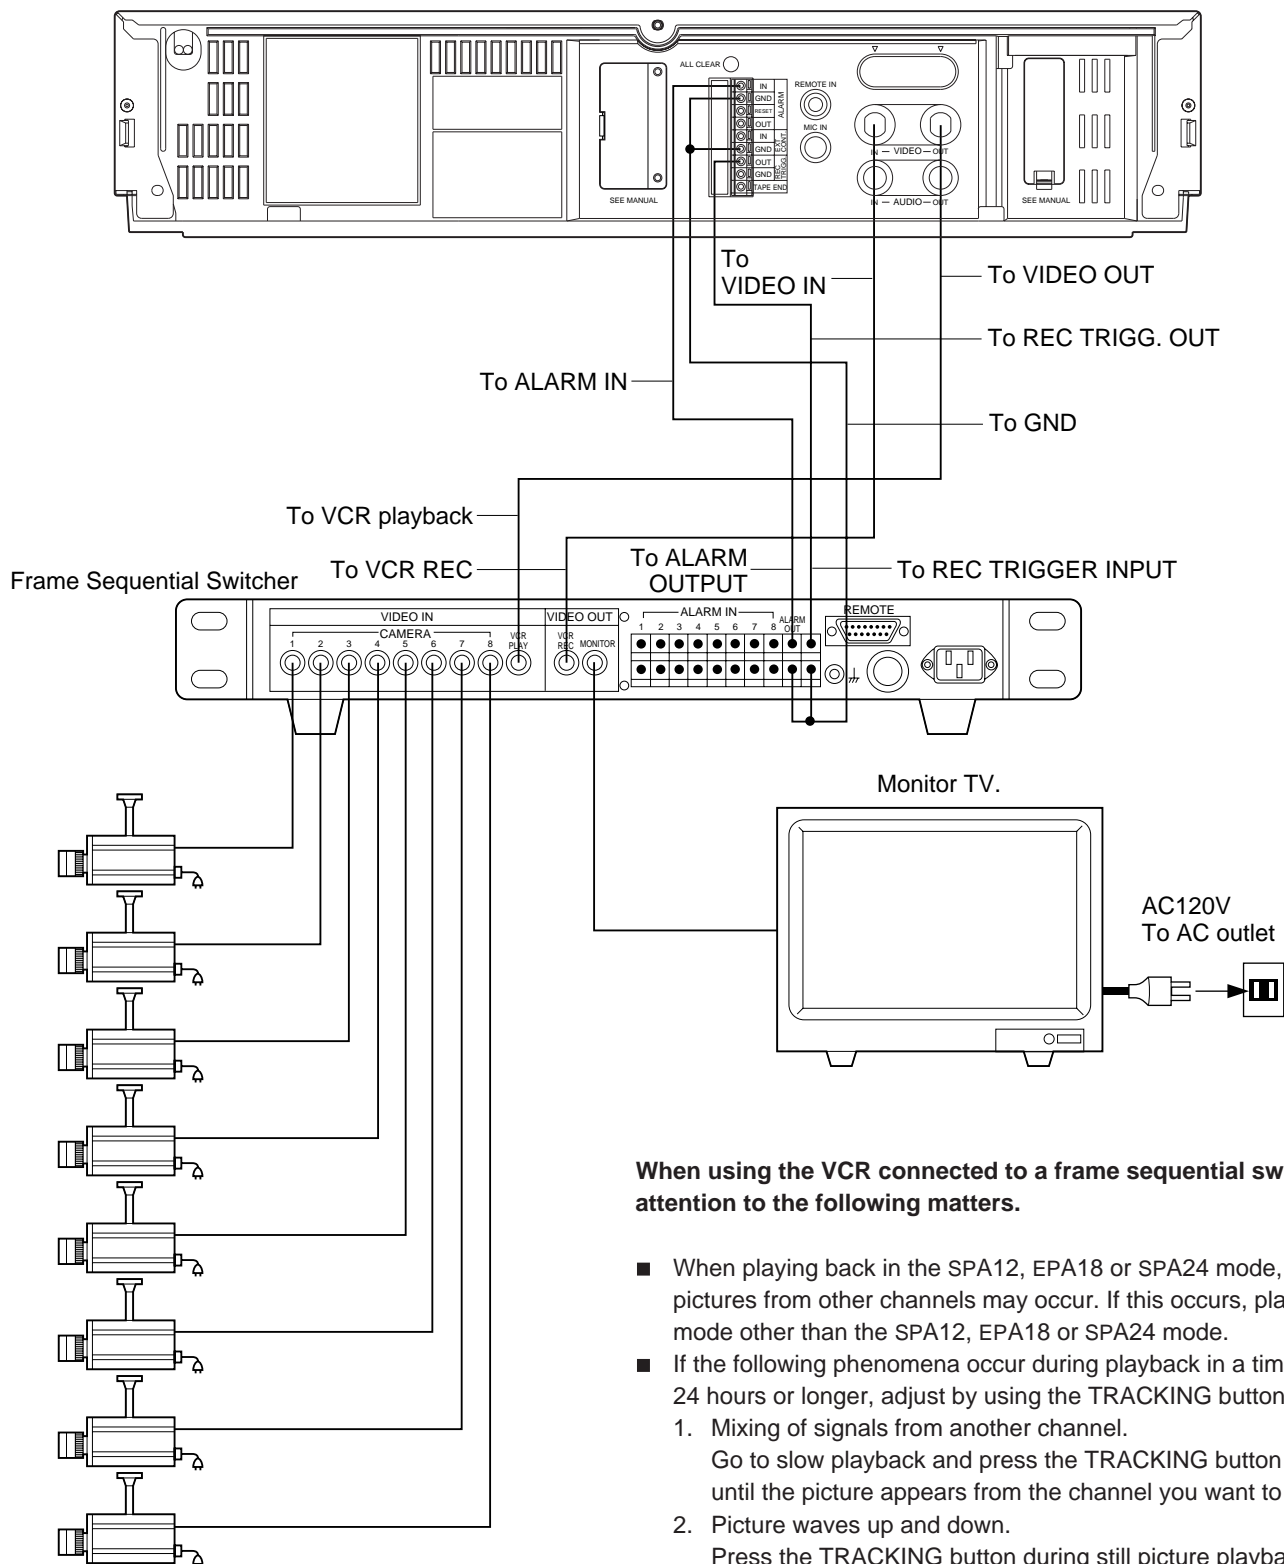 ALL CLEAR
IN
GND
RESET
OUT
ALARM
IN
GND
EXT
CONT
OUT
GND
REC
TRIGG
TAPE END
REMOTE IN
MIC IN
IN — VIDEO — OUT
IN — AUDIO — OUT
SEE MANUAL
SEE MANUAL
To
VIDEO IN
To VIDEO OUT
To REC TRIGG. OUT
To ALARM IN
To GND
To VCR playback
To VCR REC
To ALARM
OUTPUT
To REC TRIGGER INPUT
Frame Sequential Switcher
VIDEO IN
VIDEO OUT
CAMERA
1 2 3 4 5 6 7 8
VCR
PLAY
VCR
REC
MONITOR
ALARM IN
1 2 3 4 5 6 7 8
ALARM
OUT
REMOTE
Monitor TV.
AC120V
To AC outlet
When using the VCR connected to a frame sequential sw
attention to the following matters.
■ When playing back in the SPA12, EPA18 or SPA24 mode,
pictures from other channels may occur. If this occurs, pla
mode other than the SPA12, EPA18 or SPA24 mode.
■ If the following phenomena occur during playback in a tim
24 hours or longer, adjust by using the TRACKING button
1. Mixing of signals from another channel.
Go to slow playback and press the TRACKING button
until the picture appears from the channel you want to
2. Picture waves up and down.
Press the TRACKING button during still picture playba